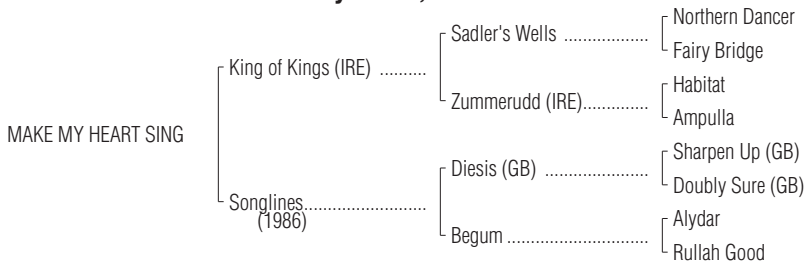 MAKE MY HEART SING
King of Kings (IRE) ..........
Songlines..........................
(1986)
Sadler's Wells ..................
Zummerudd (IRE)..............
Diesis (GB) ......................
Begum ..............................
Northern Dancer
Fairy Bridge
Habitat
Ampulla
Sharpen Up (GB)
Doubly Sure (GB)
Alydar
Rullah Good